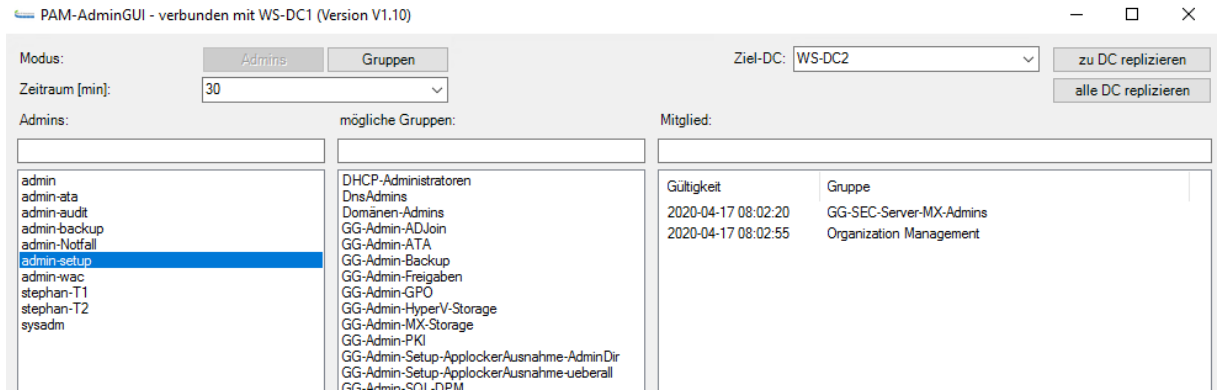 PAM-AdminGUI - verbunden mit WS-DC1 (Version V1.10)
Modus:
Admins
Gruppen
Ziel-DC:
WS-DC2
zu DC replizieren
Zeitraum [min]:
30
alle DC replizieren
Admins:
mögliche Gruppen:
Mitglied:
admin
admin-ata
admin-audit
admin-backup
admin-Notfall
admin-setup
admin-wac
stephan-T1
stephan-T2
sysadm
DHCP-Administratoren
DnsAdmins
Domänen-Admins
GG-Admin-ADJoin
GG-Admin-ATA
GG-Admin-Backup
GG-Admin-Freigaben
GG-Admin-GPO
GG-Admin-HyperV-Storage
GG-Admin-MX-Storage
GG-Admin-PKI
GG-Admin-Setup-ApplockerAusnahme-AdminDir
GG-Admin-Setup-ApplockerAusnahme-ueberall
GG-Admin-SQL-DPM
Gültigkeit Gruppe
2020-04-17 08:02:20 GG-SEC-Server-MX-Admins
2020-04-17 08:02:55 Organization Management